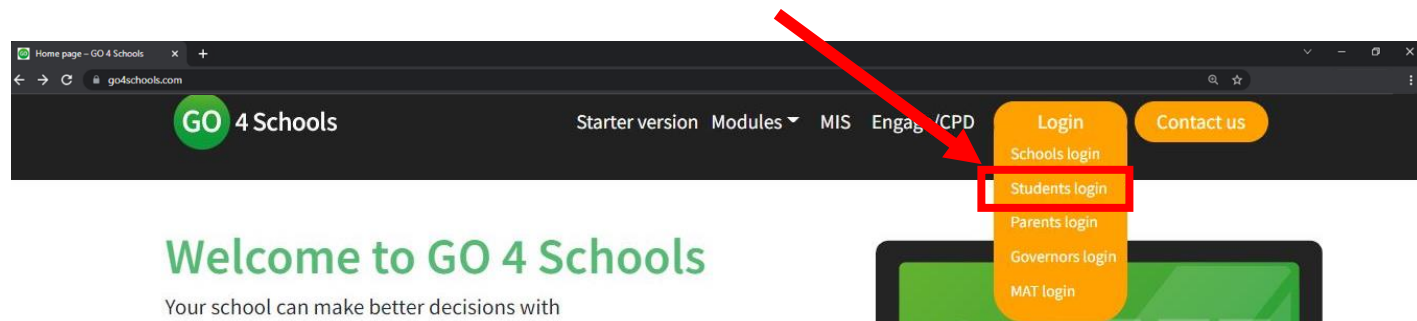 Home page – GO 4 Schools
go4schools.com
GO 4 Schools
Starter version Modules MIS Engage/CPD Login Contact us
Schools login
Students login
Parents login
Governors login
MAT login
Welcome to GO 4 Schools
Your school can make better decisions with